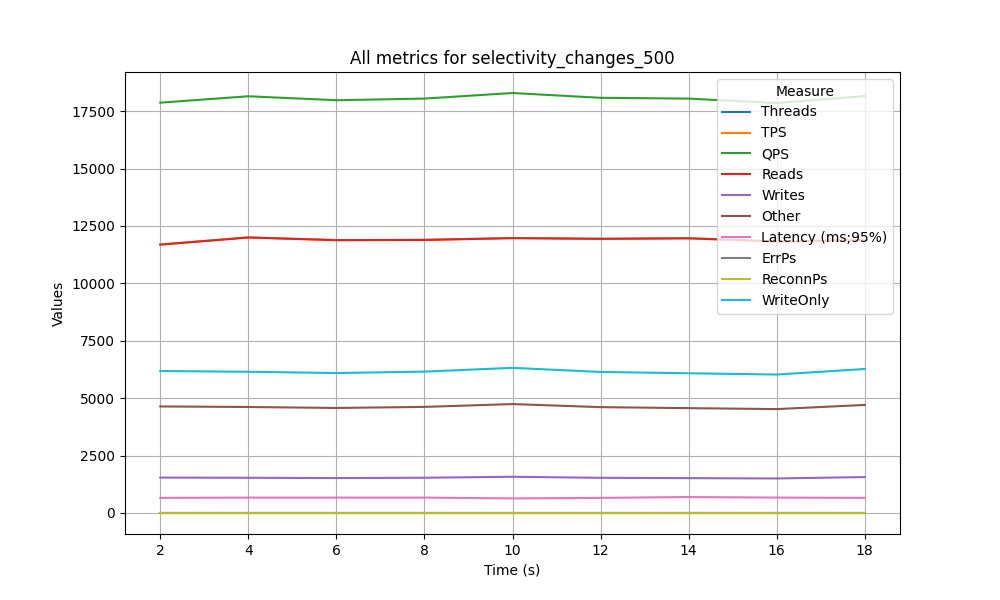 All metrics for selectivity_changes_500
Values
17500
15000
12500
10000
7500
5000
2500
0
2 4 6 8 10 12 14 16 18
Time (s)
Measure
Threads
TPS
QPS
Reads
Writes
Other
Latency (ms;95%)
ErrPs
ReconnPs
WriteOnly